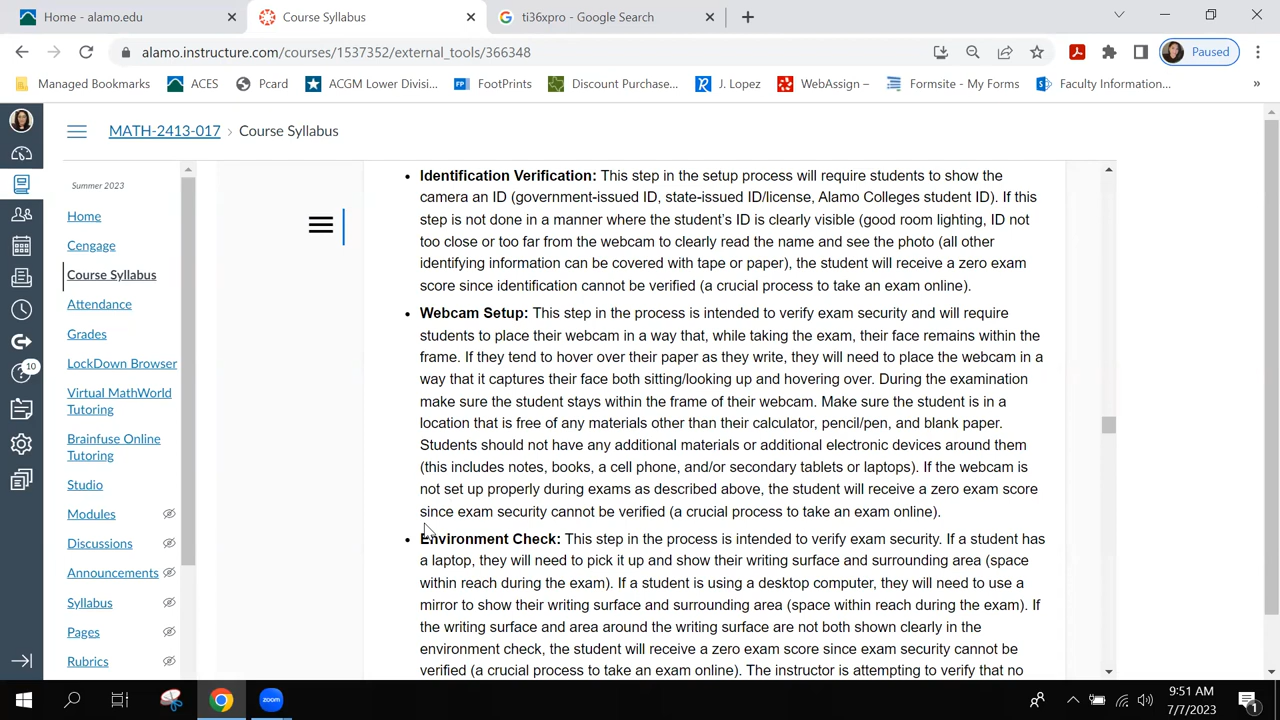 Home - alamo.edu
Course Syllabus
ti36xpro - Google Search
alamo.instructure.com/courses/1537352/external_tools/366348
Paused
Managed Bookmarks
ACES
Pcard
ACGM Lower Divisi...
FootPrints
Discount Purchase...
J. Lopez
WebAssign –
Formsite - My Forms
Faculty Information...
»
MATH-2413-017 › Course Syllabus
Summer 2023
Home
Cengage
Course Syllabus
Attendance
Grades
LockDown Browser
Virtual MathWorld
Tutoring
Brainfuse Online
Tutoring
Studio
Modules
Discussions
Announcements
Syllabus
Pages
Rubrics
10
• Identification Verification: This step in the setup process will require students to show the
camera an ID (government-issued ID, state-issued ID/license, Alamo Colleges student ID). If this
step is not done in a manner where the student's ID is clearly visible (good room lighting, ID not
too close or too far from the webcam to clearly read the name and see the photo (all other
identifying information can be covered with tape or paper), the student will receive a zero exam
score since identification cannot be verified (a crucial process to take an exam online).
• Webcam Setup: This step in the process is intended to verify exam security and will require
students to place their webcam in a way that, while taking the exam, their face remains within the
frame. If they tend to hover over their paper as they write, they will need to place the webcam in a
way that it captures their face both sitting/looking up and hovering over. During the examination
make sure the student stays within the frame of their webcam. Make sure the student is in a
location that is free of any materials other than their calculator, pencil/pen, and blank paper.
Students should not have any additional materials or additional electronic devices around them
(this includes notes, books, a cell phone, and/or secondary tablets or laptops). If the webcam is
not set up properly during exams as described above, the student will receive a zero exam score
since exam security cannot be verified (a crucial process to take an exam online).
• Environment Check: This step in the process is intended to verify exam security. If a student has
a laptop, they will need to pick it up and show their writing surface and surrounding area (space
within reach during the exam). If a student is using a desktop computer, they will need to use a
mirror to show their writing surface and surrounding area (space within reach during the exam). If
the writing surface and area around the writing surface are not both shown clearly in the
environment check, the student will receive a zero exam score since exam security cannot be
verified (a crucial process to take an exam online). The instructor is attempting to verify that no
zoom
9:51 AM
7/7/2023
1